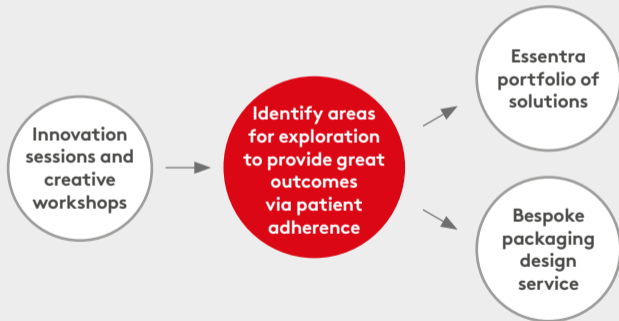 Innovation
sessions and
creative
workshops
Identify areas
for exploration
to provide great
outcomes
via patient
adherence
Essentra
portfolio of
solutions
Bespoke
packaging
design
service